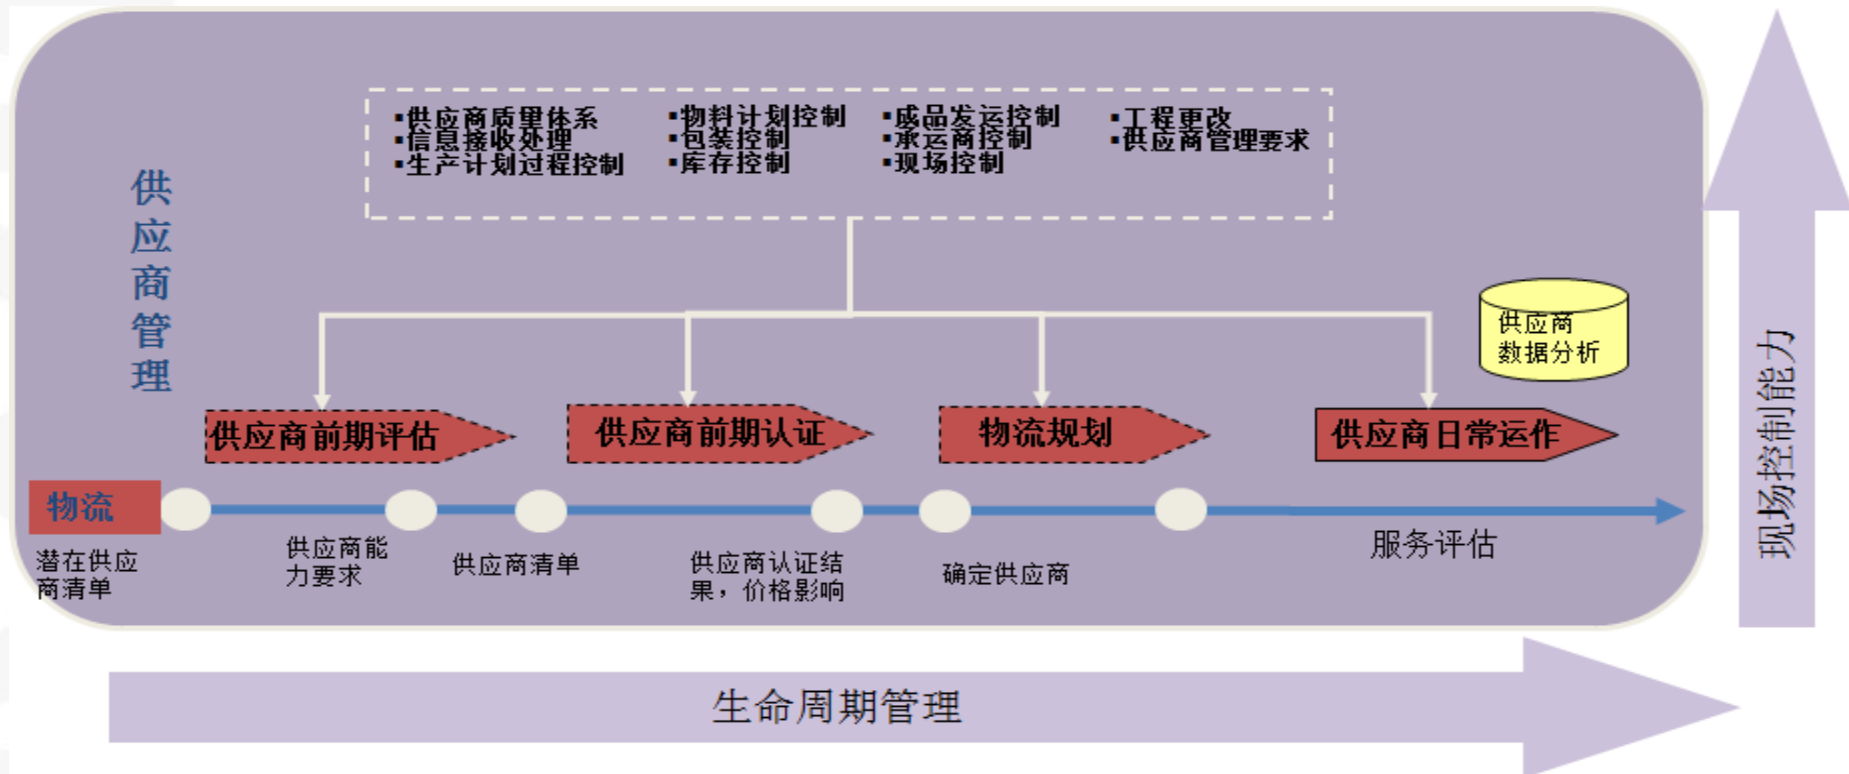 ▪供应商质量体系
▪信息接收处理
▪生产计划过程控制
▪物料计划控制
▪包装控制
▪库存控制
▪成品发运控制
▪承运商控制
▪现场控制
▪工程更改
▪供应商管理要求
供应商管理
供应商
数据分析
供应商前期评估
供应商前期认证
物流规划
供应商日常运作
物流
潜在供应
商清单
供应商能
力要求
供应商清单
供应商认证结
果，价格影响
确定供应商
服务评估
现场控制能力
生命周期管理